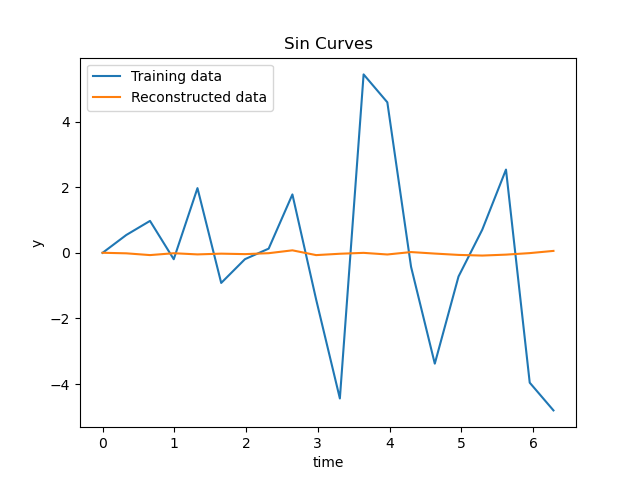 Sin Curves
Training data
Reconstructed data
y
4
2
0
−2
−4
0 1 2 3 4 5 6
time